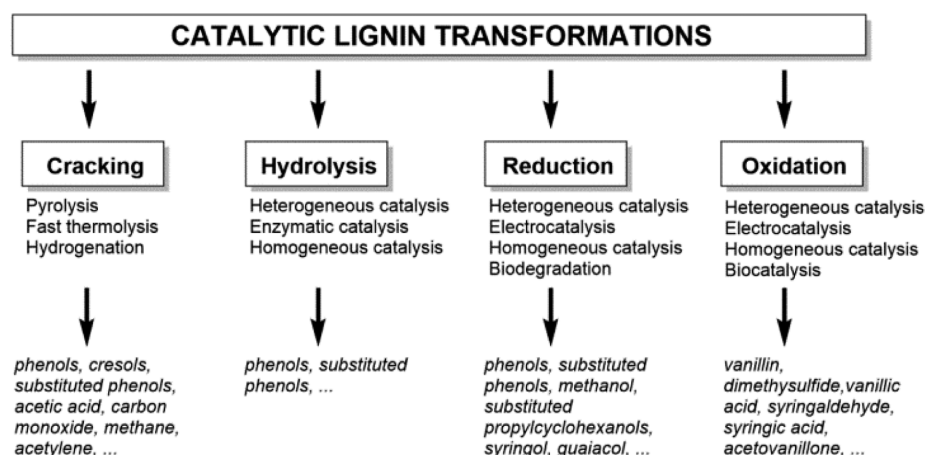 CATALYTIC LIGNIN TRANSFORMATIONS
Cracking
Pyrolysis
Fast thermolysis
Hydrogenation
phenols, cresols,
substituted phenols,
acetic acid, carbon
monoxide, methane,
acetylene, ...
Hydrolysis
Heterogeneous catalysis
Enzymatic catalysis
Homogeneous catalysis
phenols, substituted
phenols, ...
Reduction
Heterogeneous catalysis
Electrocatalysis
Homogeneous catalysis
Biodegradation
phenols, substituted
phenols, methanol,
substituted
propylcyclohexanols,
syringol, guaiacol, ...
Oxidation
Heterogeneous catalysis
Electrocatalysis
Homogeneous catalysis
Biocatalysis
vanillin,
dimethysulfide,vanillic
acid, syringaldehyde,
syringic acid,
acetovanillone, ...